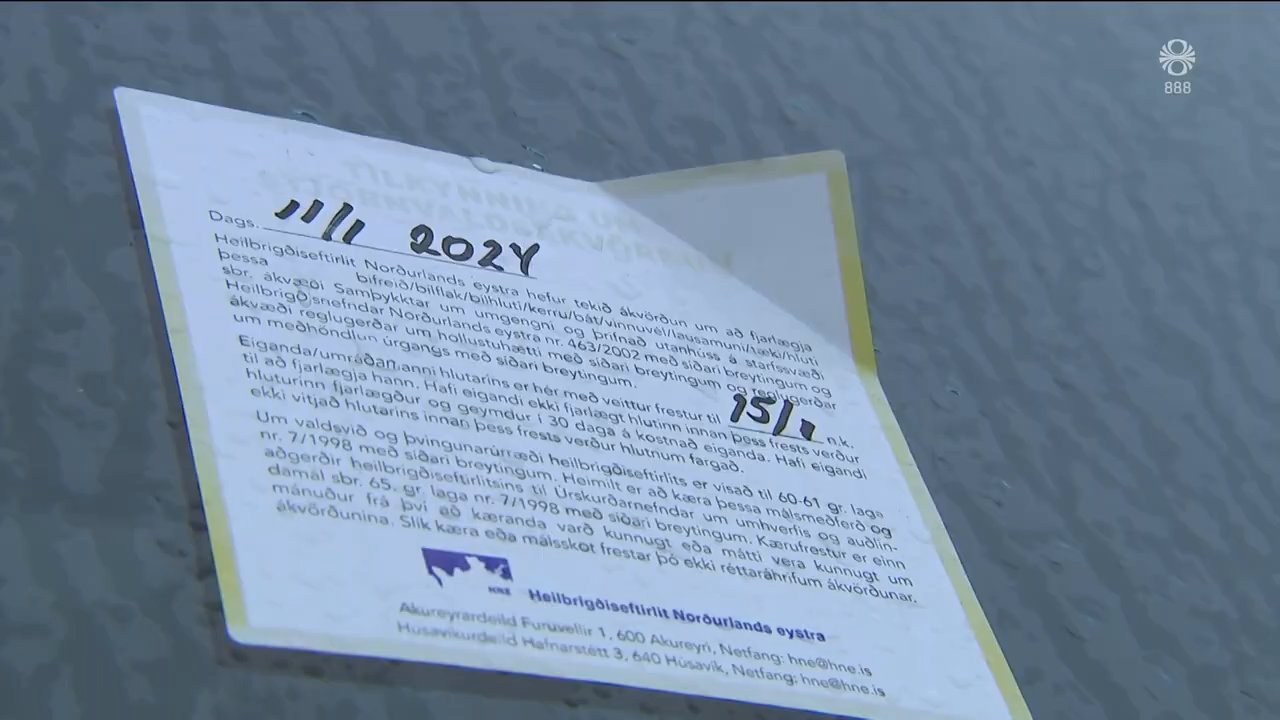 888
TILKYNNING UM
STJÓRNVALDSÁKVÖRÐUN
Dags. 11/1 2024
Heilbrigðiseftirlit Norðurlands eystra hefur tekið ákvörðun um að fjarlægja
þessa bifreið/bílflak/bílhluti/kerru/bát/vinnuvél/lausamuni/tæki/hluti
sbr. ákvæði Samþykktar um umgengni og þrifnað utanhúss á starfssvæði
Heilbrigðisnefndar Norðurlands eystra nr. 463/2002 með síðari breytingum og
ákvæði reglugerðar um hollustuhætti með síðari breytingum og reglugerðar
um meðhöndlun úrgangs með síðari breytingum.
Eiganda/umráðamanni hlutarins er hér með veittur frestur til 15/1 n.k.
til að fjarlægja hann. Hafi eigandi ekki fjarlægt hlutinn innan þess frests verður
hluturinn fjarlægður og geymdur í 30 daga á kostnað eiganda. Hafi eigandi
ekki vitjað hlutarins innan þess frests verður hlutnum fargað.
Um valdsvið og þvingunarúrræði heilbrigðiseftirlits er vísað til 60-61 gr. laga
nr. 7/1998 með síðari breytingum. Heimilt er að kæra þessa málsmeðferð og
aðgerðir heilbrigðiseftirlitsins til Úrskurðarnefndar um umhverfis og auðlin-
damál sbr. 65. gr. laga nr. 7/1998 með síðari breytingum. Kærufrestur er einn
mánuður frá því að kæranda varð kunnugt eða mátti vera kunnugt um
ákvörðunina. Slík kæra eða málsskot frestar þó ekki réttaráhrifum ákvörðunar.
HNE Heilbrigðiseftirlit Norðurlands eystra
Akureyrardeild Furuvellir 1, 600 Akureyri, Netfang: hne@hne.is
Húsavíkurdeild Hafnarstétt 3, 640 Húsavík, Netfang: hne@hne.is